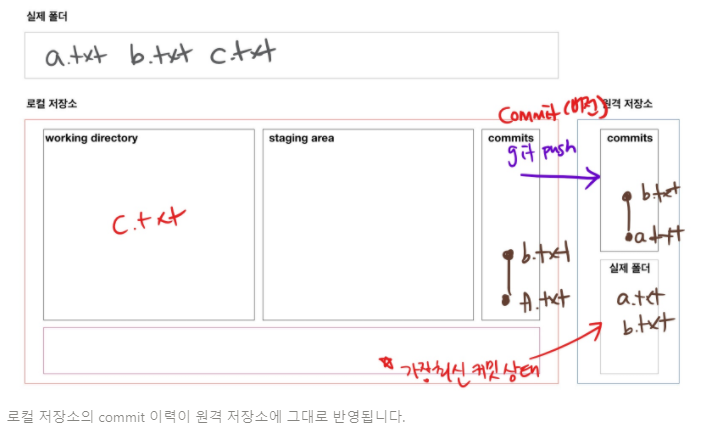 실제 폴더
a.txt b.txt c.txt
로컬 저장소
Commit (버전)
원격 저장소
working directory
staging area
commits
git push
commits
C.txt
b.txt
A.txt
b.txt
a.txt
실제 폴더
a.txt
b.txt
* 가장 최신 커밋 상태
로컬 저장소의 commit 이력이 원격 저장소에 그대로 반영됩니다.